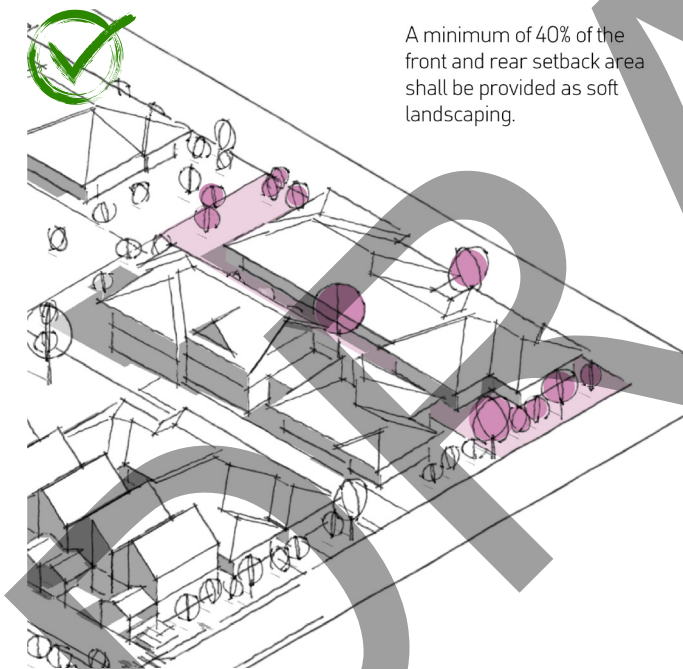 A minimum of 40% of the
front and rear setback area
shall be provided as soft
landscaping.